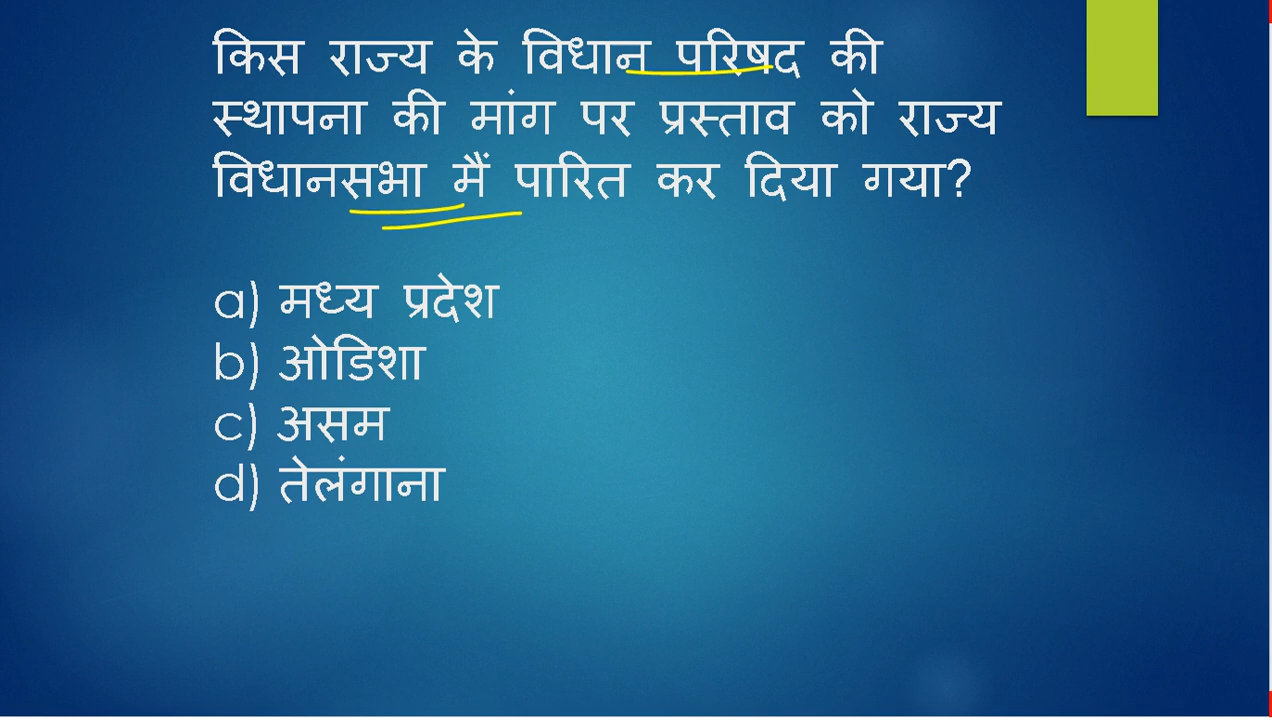 किस राज्य के विधान परिषद की
स्थापना की मांग पर प्रस्ताव को राज्य
विधानसभा मैं पारित कर दिया गया?
a) मध्य प्रदेश
b) ओडिशा
c) असम
d) तेलंगाना